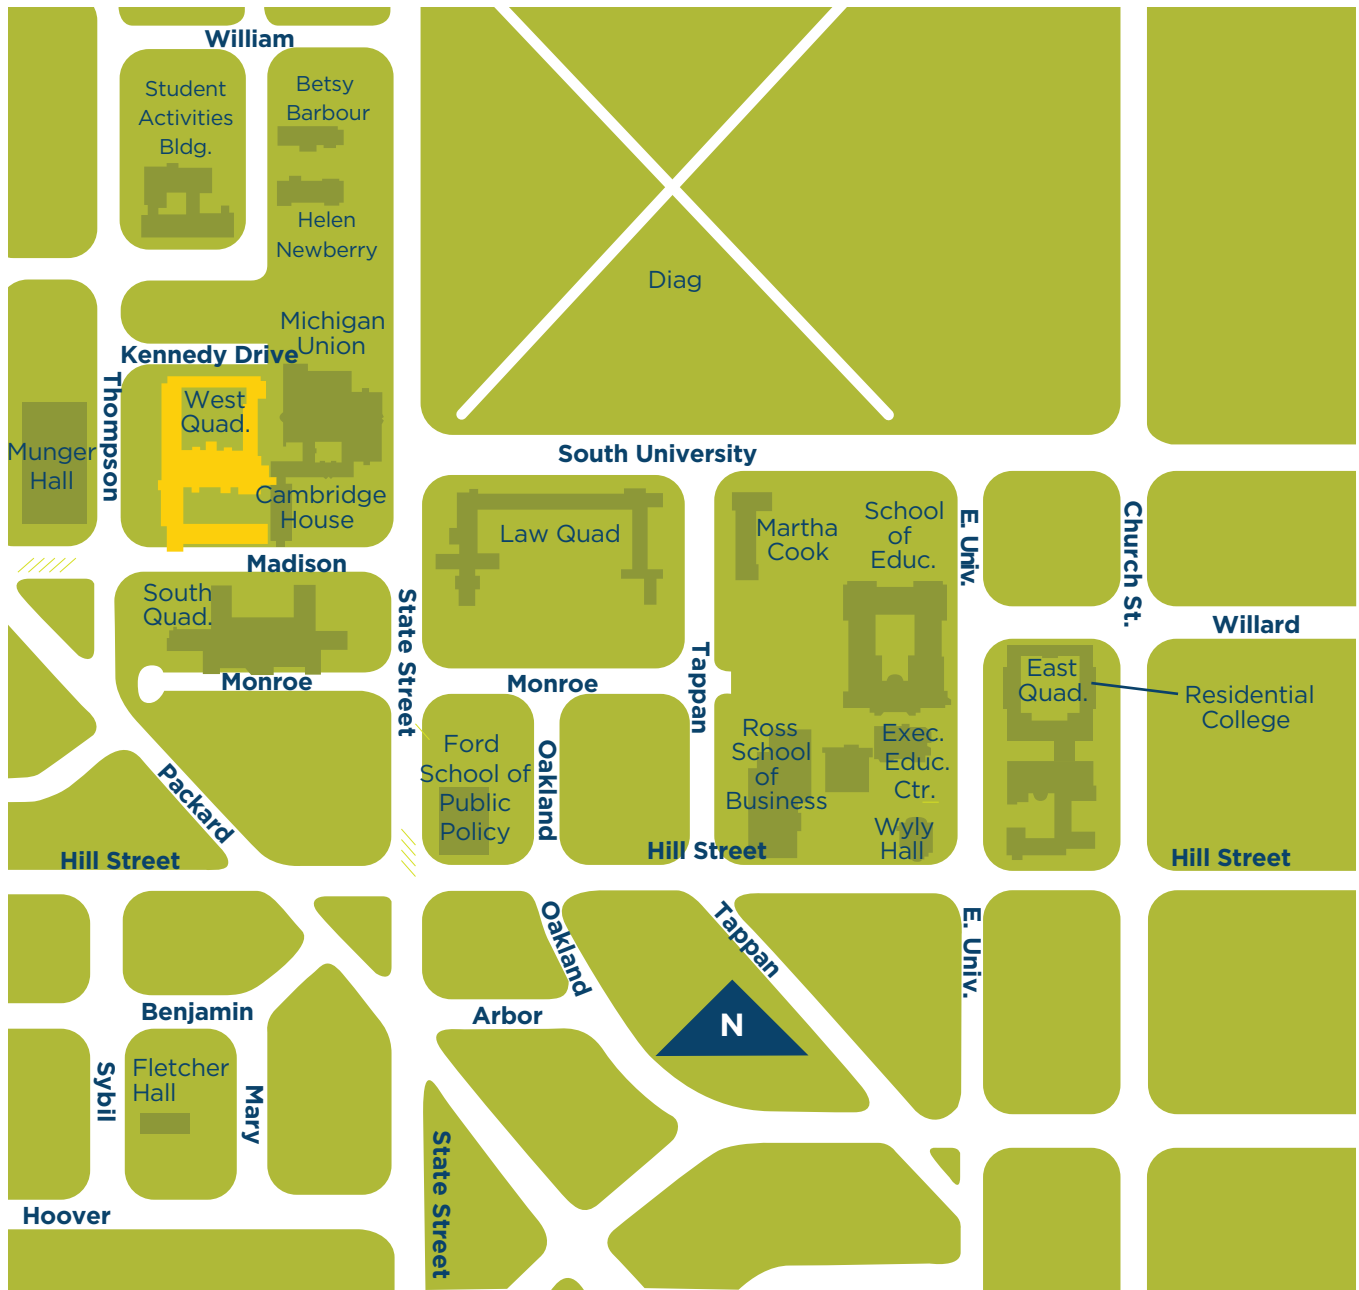 William
Student
Activities
Bldg.
Betsy
Barbour
Helen
Newberry
Diag
Michigan
Union
Kennedy Drive
Thompson
West
Quad.
Munger
Hall
Cambridge
House
South University
Law Quad
Martha
Cook
School
of
Educ.
E. Univ.
Church St.
Madison
South
Quad.
State Street
Willard
Tappan
Monroe
Monroe
East
Quad.
Residential
College
Ford
School of
Public
Policy
Oakland
Ross
School
of
Business
Exec.
Educ.
Ctr.
Wyly
Hall
Packard
Hill Street
Hill Street
Hill Street
Oakland
Tappan
E. Univ.
Benjamin
Arbor
N
Sybil
Fletcher
Hall
Mary
State Street
Hoover